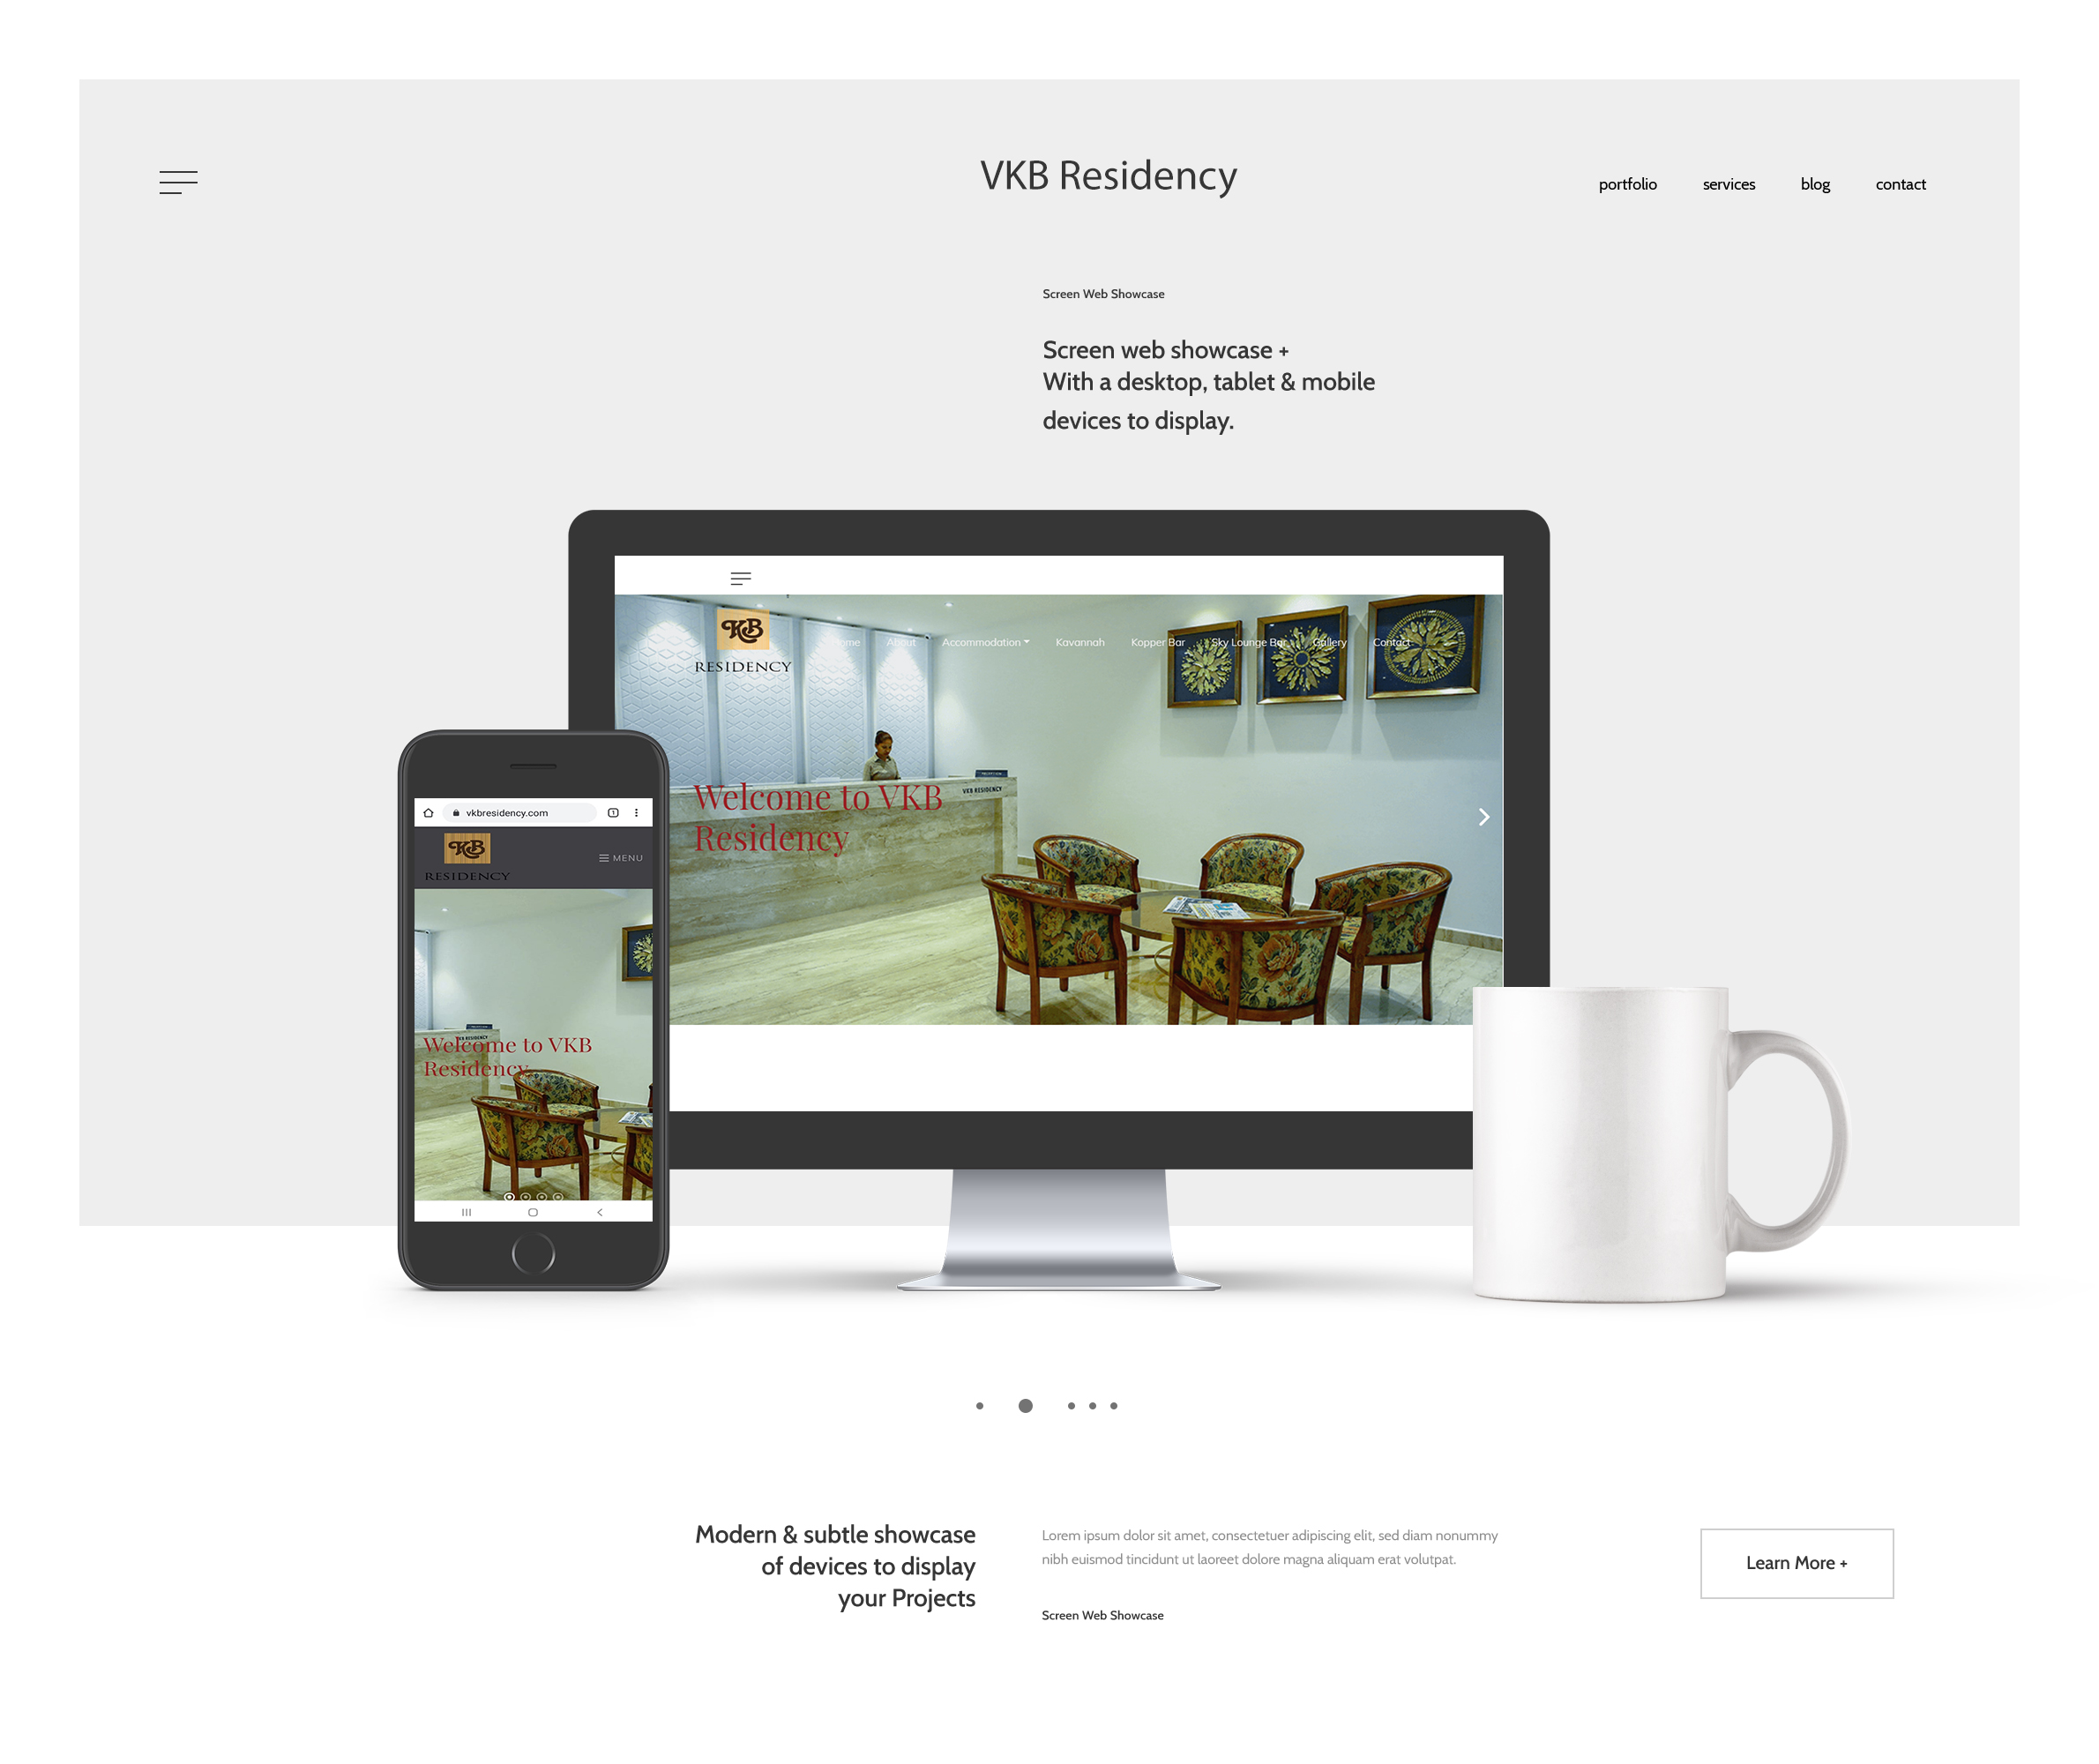 VKB Residency
portfolio services blog contact
Screen Web Showcase
Screen web showcase +
With a desktop, tablet & mobile
devices to display.
KB
RESIDENCY
About Accommodation Kavannah Kopper Bar Sky Lounge Bar Gallery Contact
VKB RESIDENCY
Welcome to VKB
Residency
vkbresidency.com
1
KB
RESIDENCY
MENU
Welcome to VKB
Residency
Modern & subtle showcase
of devices to display
your Projects
Lorem ipsum dolor sit amet, consectetuer adipiscing elit, sed diam nonummy
nibh euismod tincidunt ut laoreet dolore magna aliquam erat volutpat.
Screen Web Showcase
Learn More +